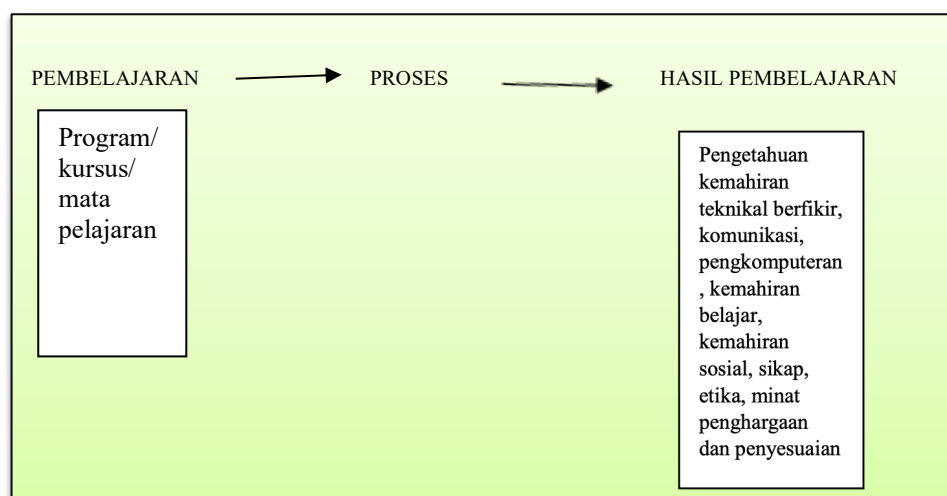 PEMBELAJARAN
PROSES
HASIL PEMBELAJARAN
Program/
kursus/
mata
pelajaran
Pengetahuan
kemahiran
teknikal berfikir,
komunikasi,
pengkomputeran
, kemahiran
belajar,
kemahiran
sosial, sikap,
etika, minat
penghargaan
dan penyesuaian